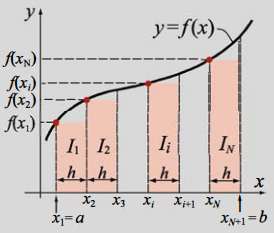 y
y=f(x)
f(x_N)
f(x_i)
f(x_2)
f(x_1)
I_1 I_2 I_i I_N
h h h h
x
x_2 x_3 x_i x_{i+1} x_N
x_1=a x_{N+1}=b